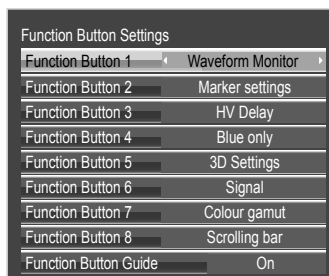 Function Button Settings
Function Button 1 Waveform Monitor
Function Button 2 Marker settings
Function Button 3 HV Delay
Function Button 4 Blue only
Function Button 5 3D Settings
Function Button 6 Signal
Function Button 7 Colour gamut
Function Button 8 Scrolling bar
Function Button Guide On